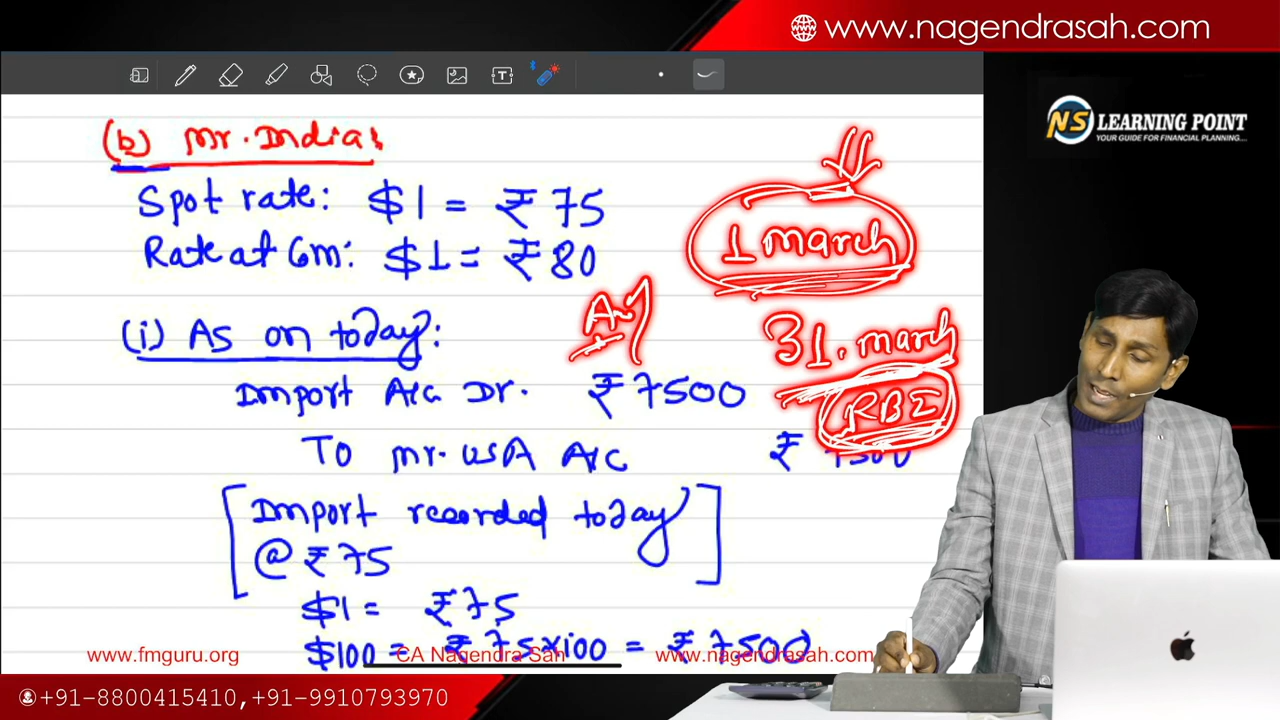 www.nagendrasah.com
NS LEARNING POINT
YOUR GUIDE FOR FINANCIAL PLANNING....
(b) Mr. India:
Spot rate: $1 = ₹75
Rate at 6m: $1 = ₹80
1 march
31. march
(i) As on today:
Import A/c Dr. ₹7500
RBI
To Mr. USA A/c ₹ 7500
[Import recorded today
@ ₹75]
$1 = ₹75
$100 = ₹75×100 = ₹7500
www.fmguru.org CA Nagendra Sah www.nagendrasah.com
+91-8800415410,+91-9910793970